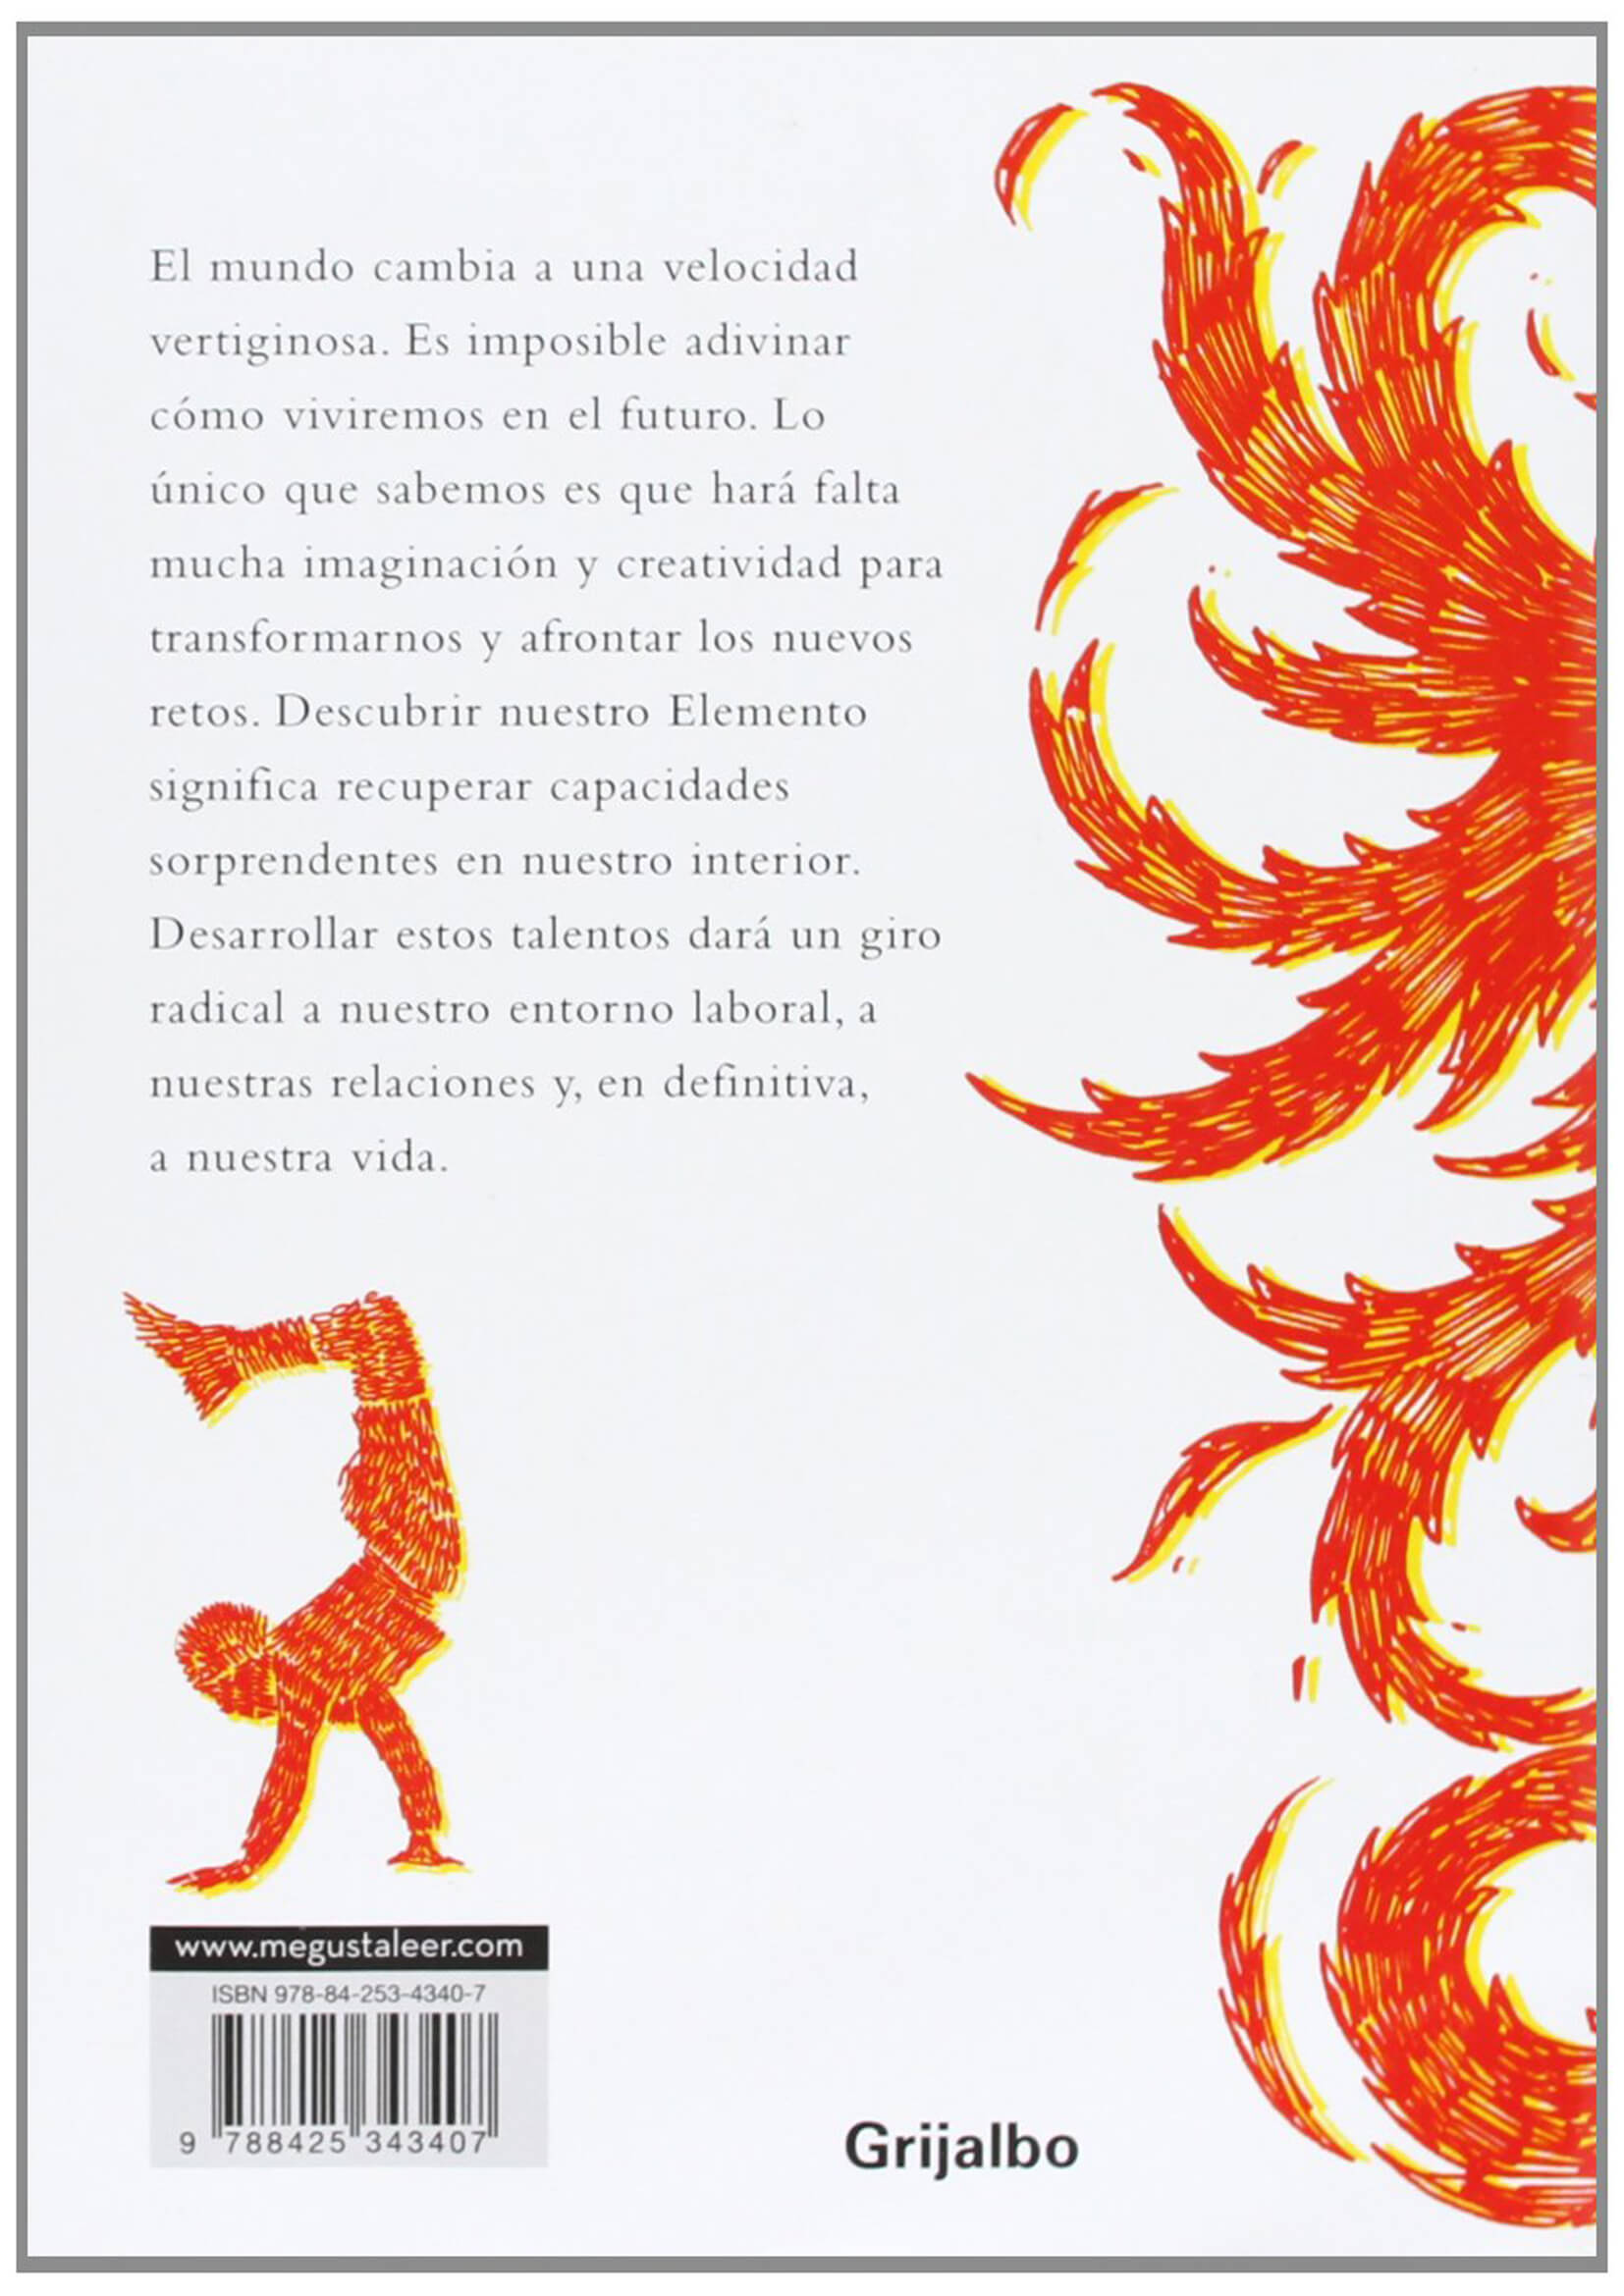 El mundo cambia a una velocidad
vertiginosa. Es imposible adivinar
cómo viviremos en el futuro. Lo
único que sabemos es que hará falta
mucha imaginación y creatividad para
transformarnos y afrontar los nuevos
retos. Descubrir nuestro Elemento
significa recuperar capacidades
sorprendentes en nuestro interior.
Desarrollar estos talentos dará un giro
radical a nuestro entorno laboral, a
nuestras relaciones y, en definitiva,
a nuestra vida.
www.megustaleer.com
ISBN 978-84-253-4340-7
9 788425 343407
Grijalbo